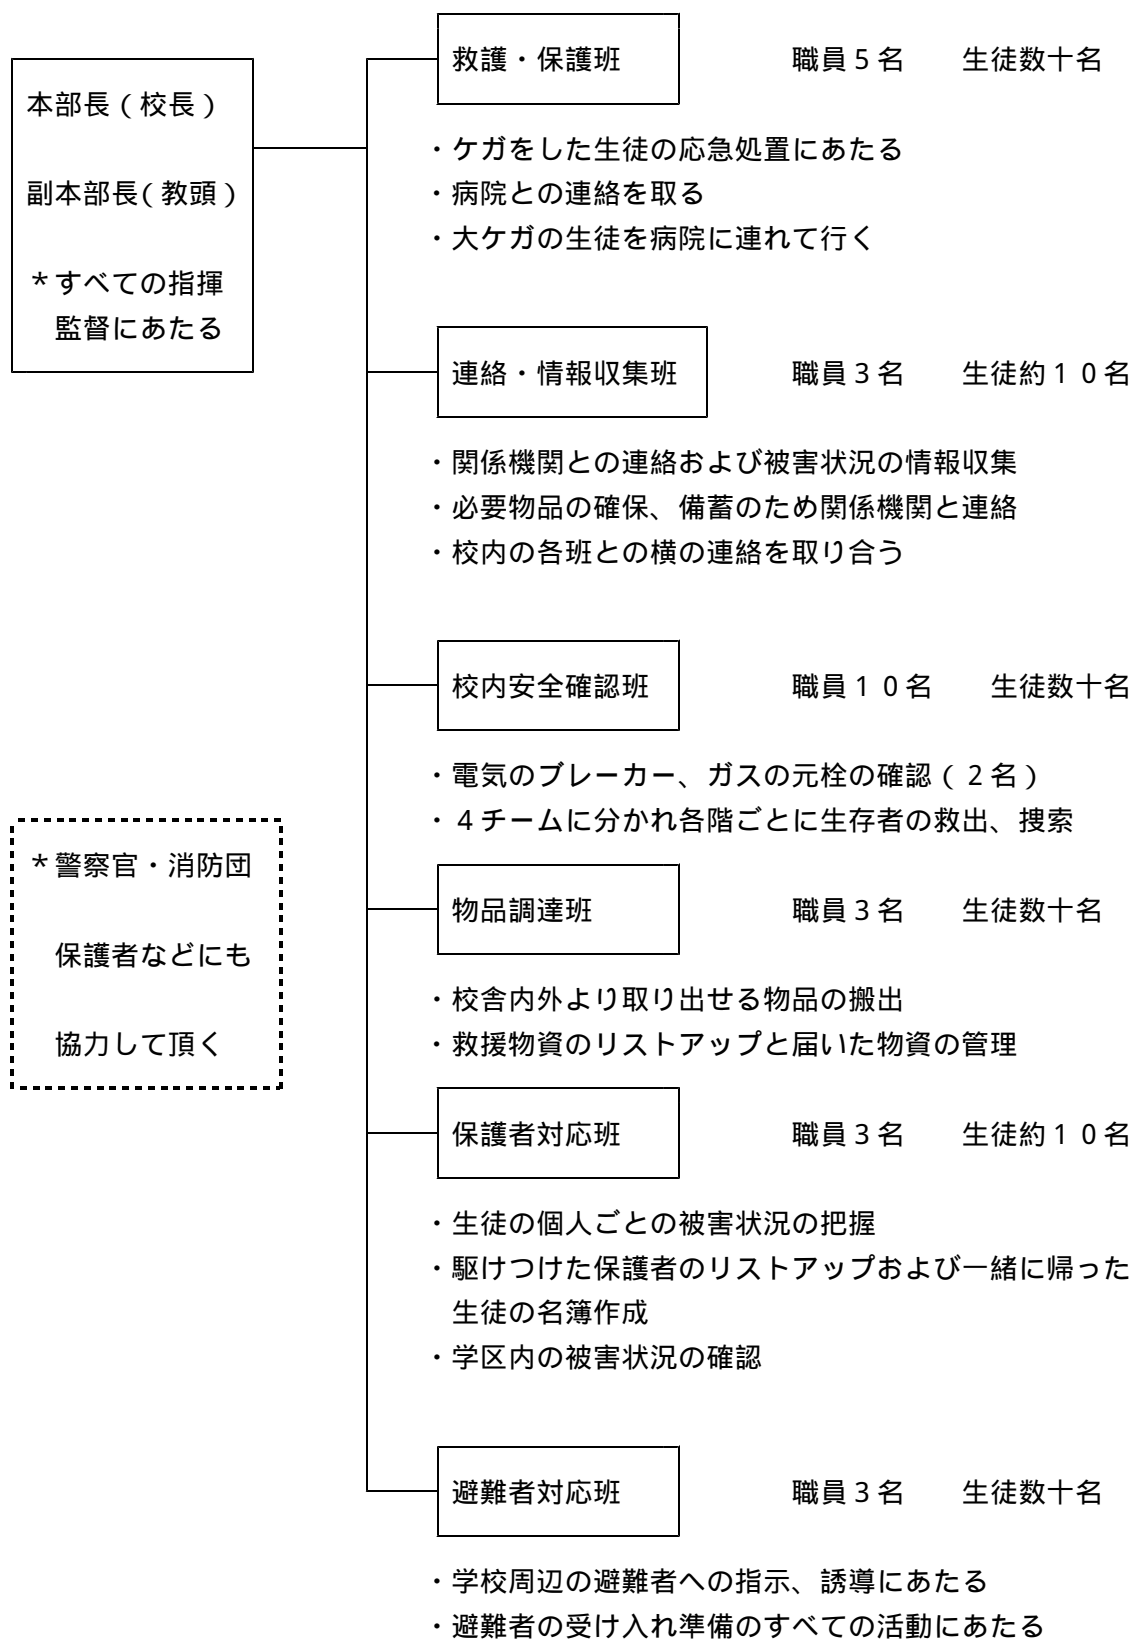 本部長（校長）
副本部長（教頭）
＊すべての指揮
監督にあたる
救護・保護班　職員５名　生徒数十名
・ケガをした生徒の応急処置にあたる
・病院との連絡を取る
・大ケガの生徒を病院に連れて行く
連絡・情報収集班　職員３名　生徒約１０名
・関係機関との連絡および被害状況の情報収集
・必要物品の確保、備蓄のため関係機関と連絡
・校内の各班との横の連絡を取り合う
校内安全確認班　職員１０名　生徒数十名
・電気のブレーカー、ガスの元栓の確認（２名）
・４チームに分かれ各階ごとに生存者の救出、捜索
＊警察官・消防団
保護者などにも
協力して頂く
物品調達班　職員３名　生徒数十名
・校舎内外より取り出せる物品の搬出
・救援物資のリストアップと届いた物資の管理
保護者対応班　職員３名　生徒約１０名
・生徒の個人ごとの被害状況の把握
・駆けつけた保護者のリストアップおよび一緒に帰った
生徒の名簿作成
・学区内の被害状況の確認
避難者対応班　職員３名　生徒数十名
・学校周辺の避難者への指示、誘導にあたる
・避難者の受け入れ準備のすべての活動にあたる